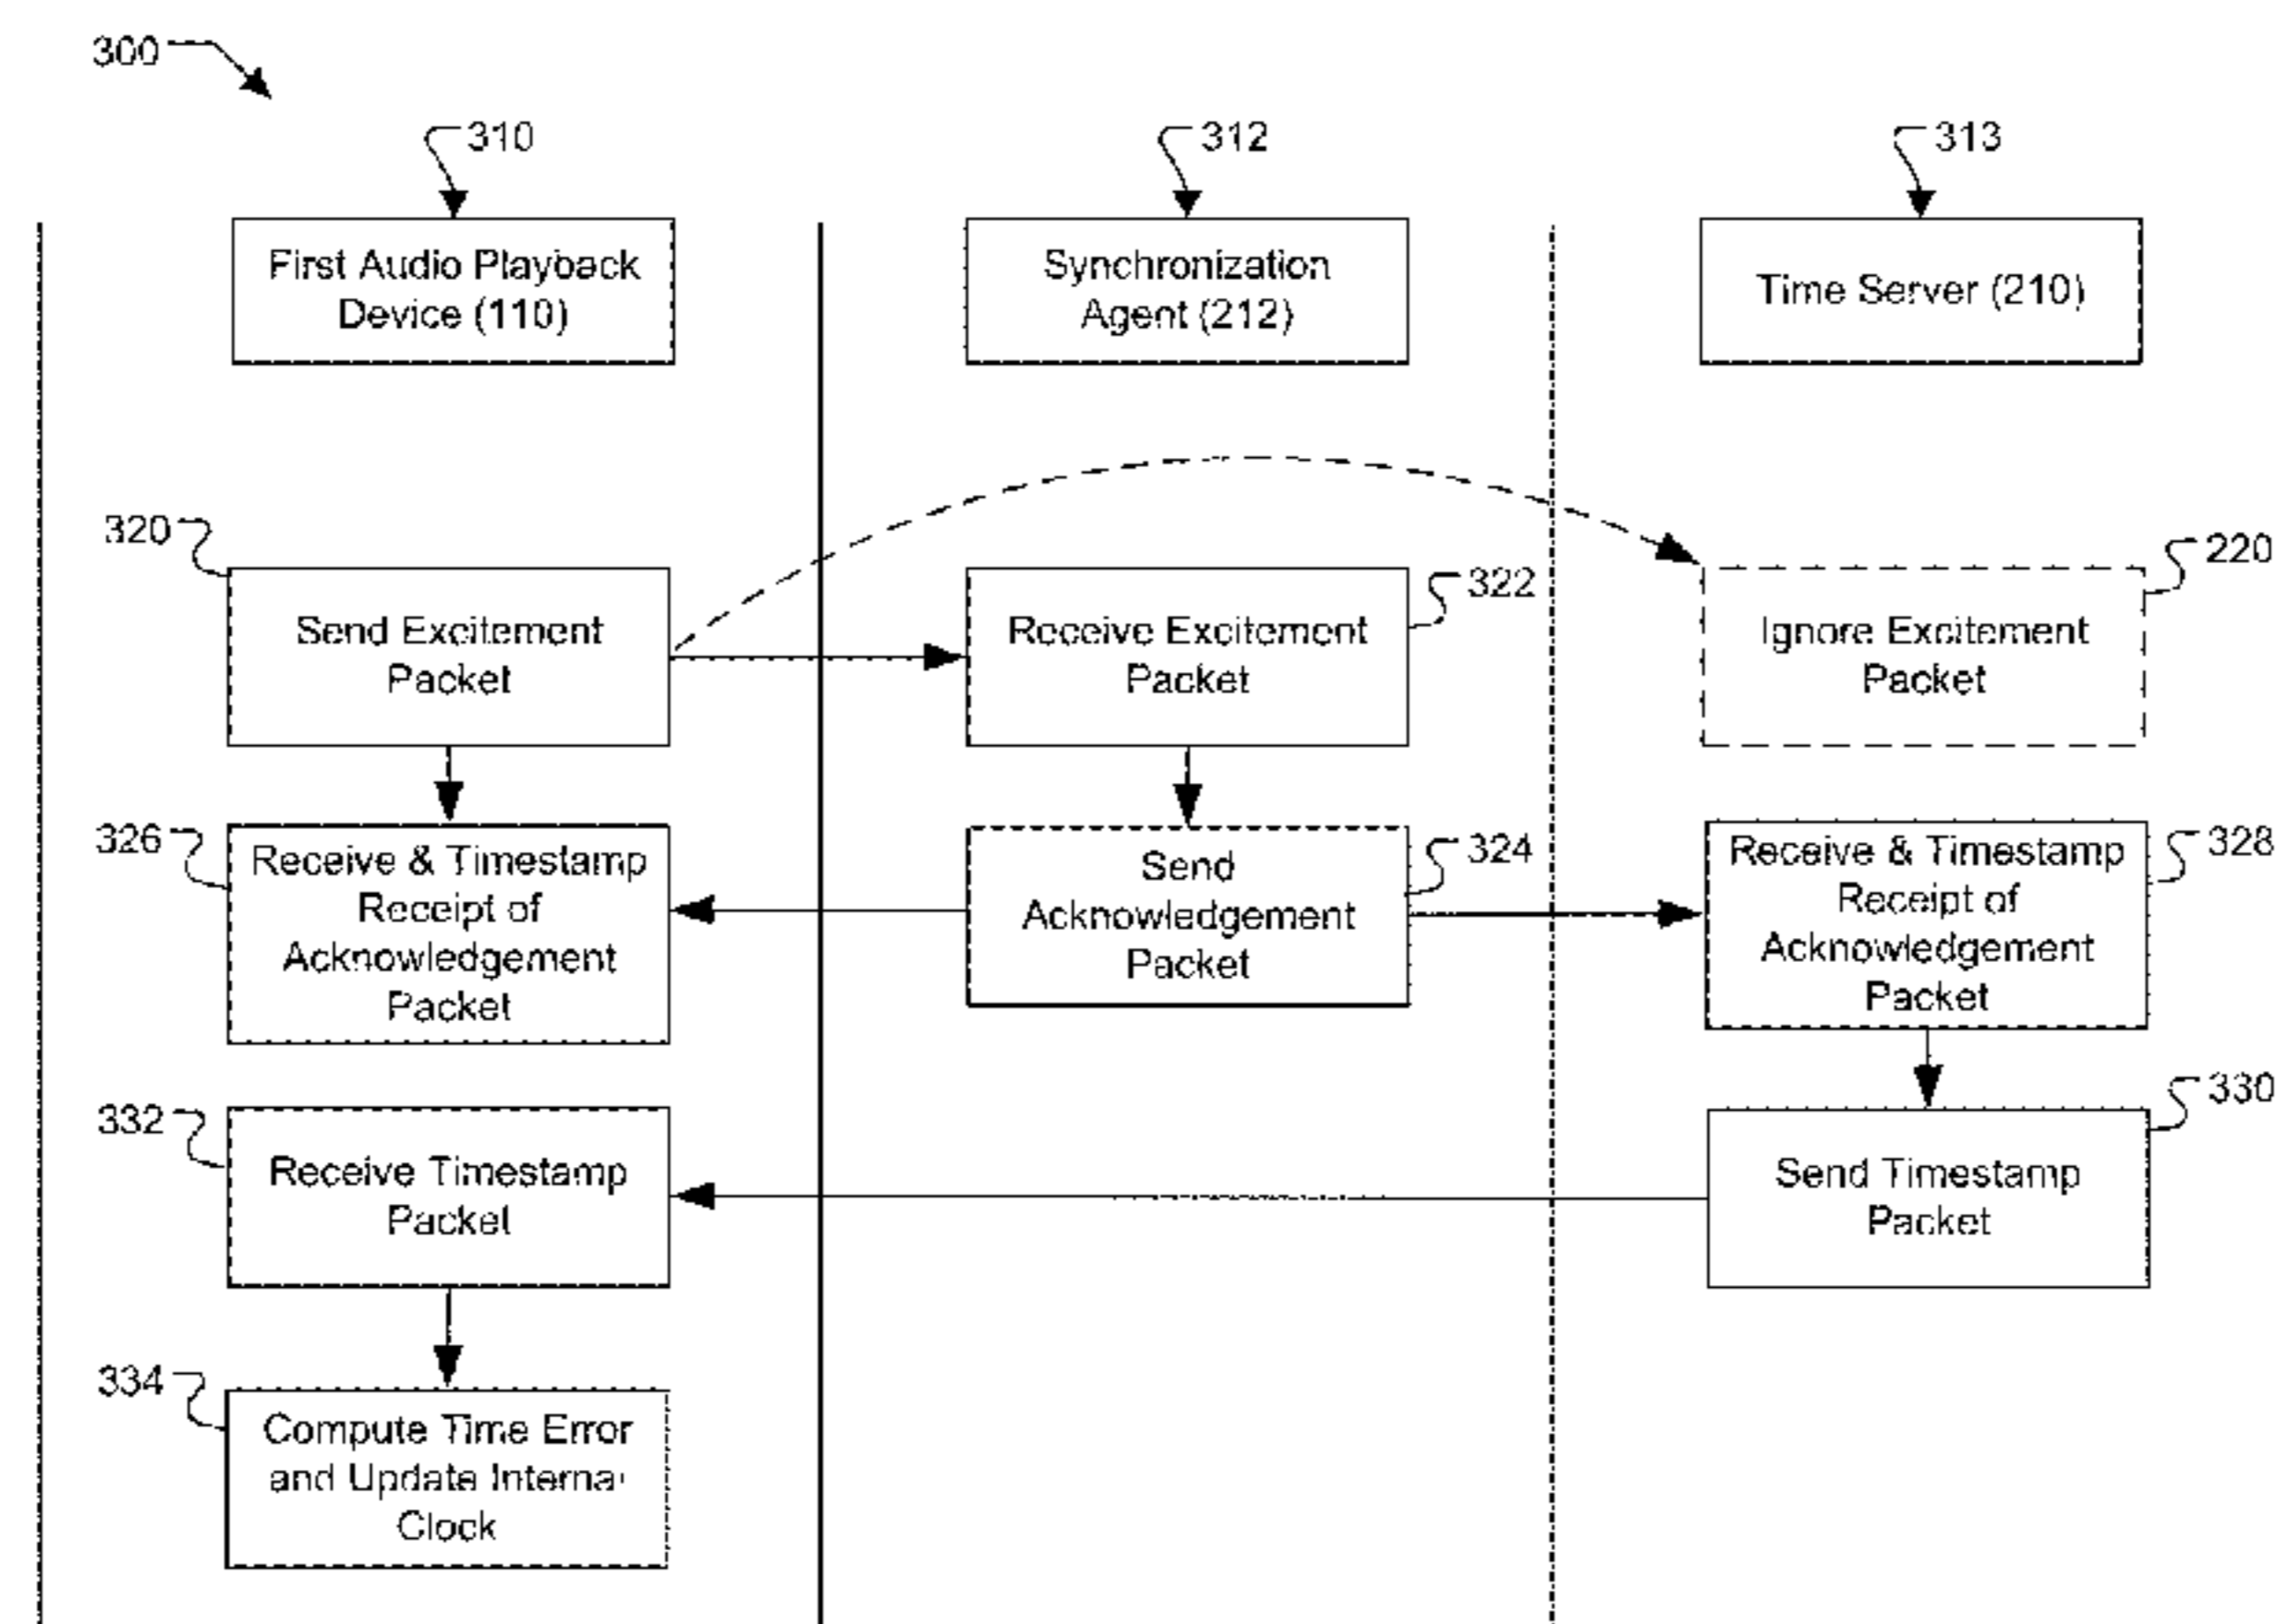 300
310
312
313
First Audio Playback
Device (110)
Synchronization
Agent (212)
Time Server (210)
320
Send Excitement
Packet
Receive Excitement
Packet
322
Ignore Excitement
Packet
220
326
Receive & Timestamp
Receipt of
Acknowledgement
Packet
Send
Acknowledgement
Packet
324
Receive & Timestamp
Receipt of
Acknowledgement
Packet
328
332
Receive Timestamp
Packet
Send Timestamp
Packet
330
334
Compute Time Error
and Update Internal
Clock